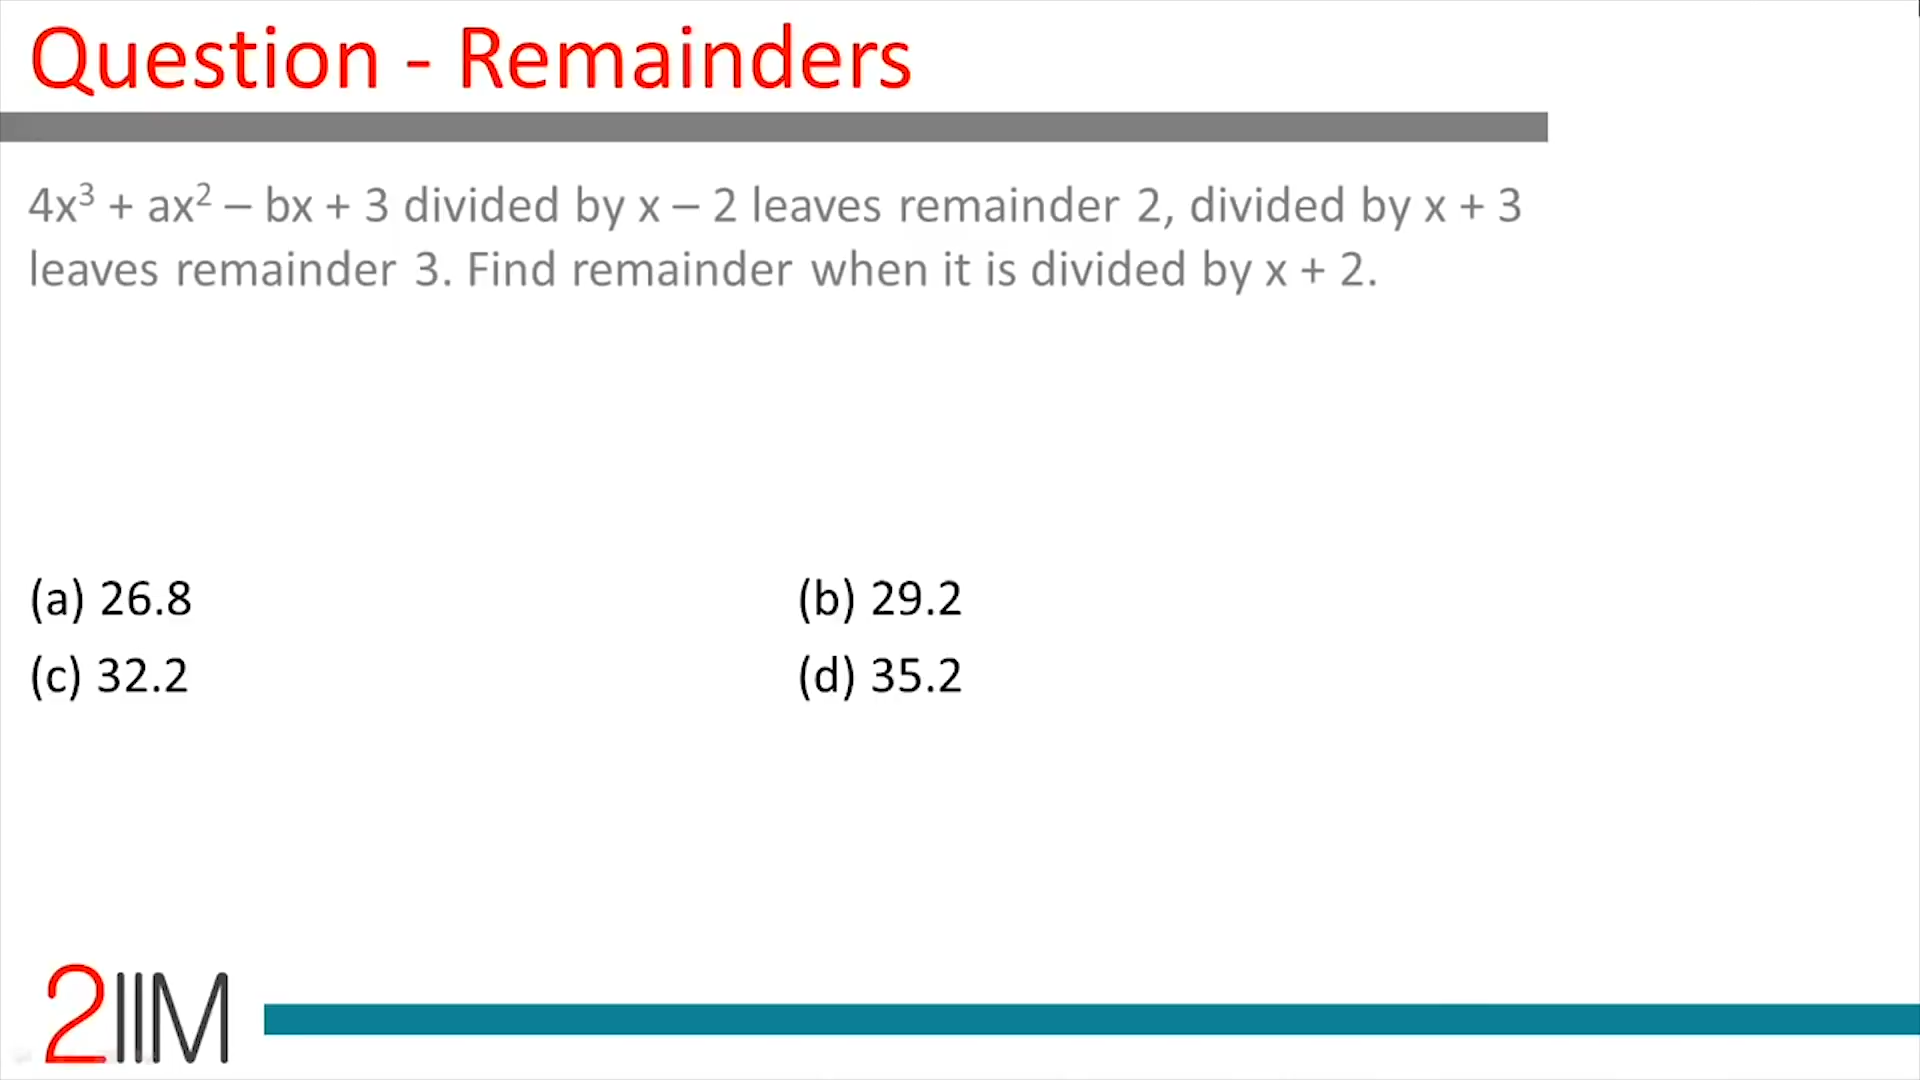 Question - Remainders
4x³ + ax² – bx + 3 divided by x – 2 leaves remainder 2, divided by x + 3
leaves remainder 3. Find remainder when it is divided by x + 2.
(a) 26.8 (b) 29.2
(c) 32.2 (d) 35.2
2IIM